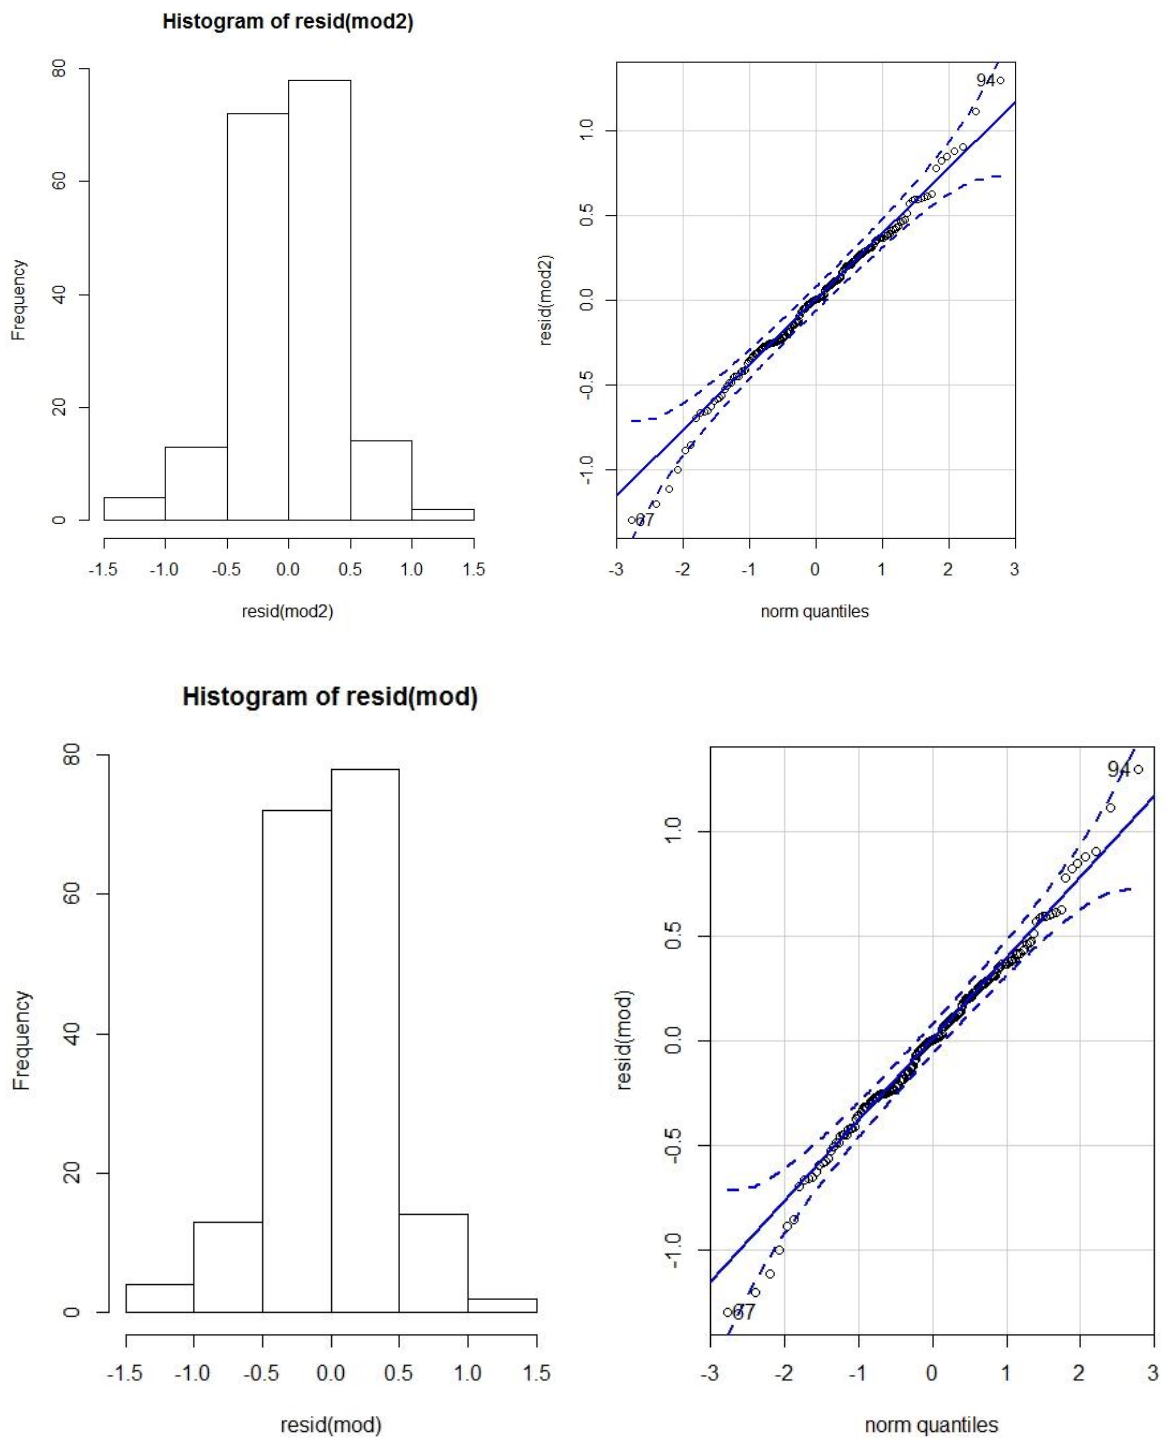 Histogram of resid(mod2)
Frequency
80
60
40
20
0
-1.5 -1.0 -0.5 0.0 0.5 1.0 1.5
resid(mod2)
resid(mod2)
1.0
0.5
0.0
-0.5
-1.0
94
67
-3 -2 -1 0 1 2 3
norm quantiles
Histogram of resid(mod)
Frequency
80
60
40
20
0
-1.5 -1.0 -0.5 0.0 0.5 1.0 1.5
resid(mod)
resid(mod)
1.0
0.5
0.0
-0.5
-1.0
94
67
-3 -2 -1 0 1 2 3
norm quantiles